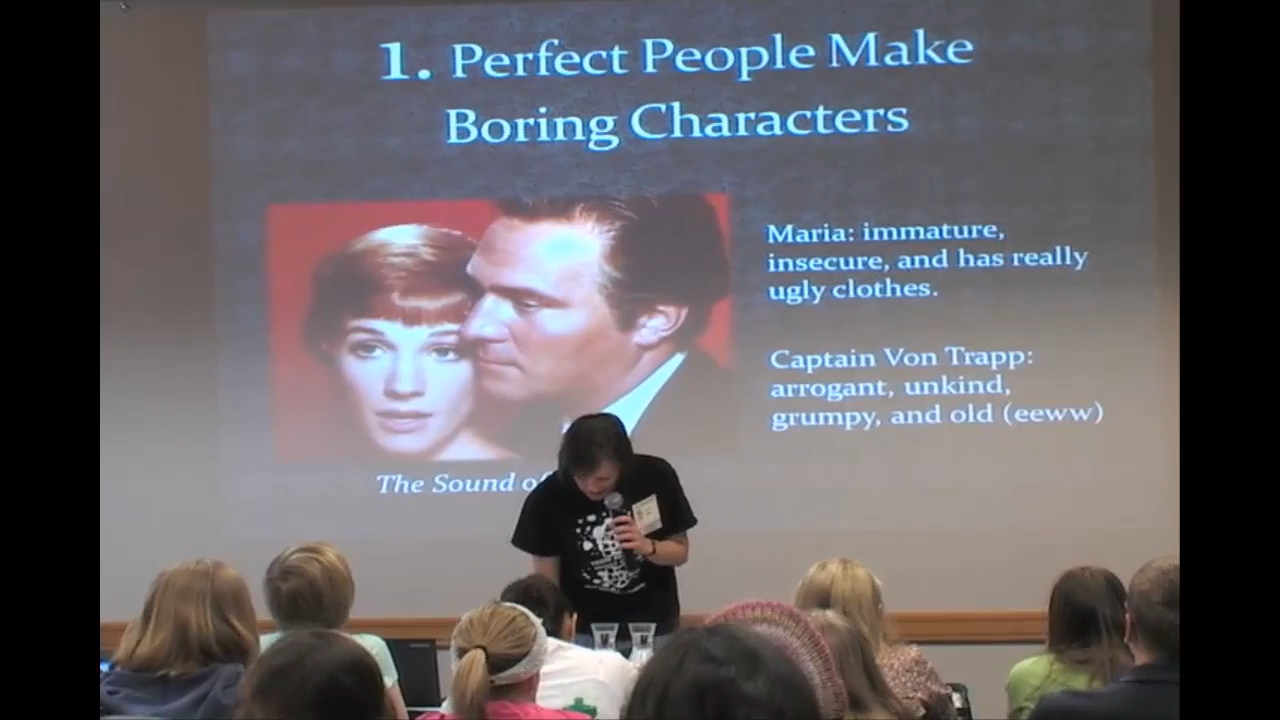 1. Perfect People Make
Boring Characters
Maria: immature,
insecure, and has really
ugly clothes.
Captain Von Trapp:
arrogant, unkind,
grumpy, and old (eeww)
The Sound of